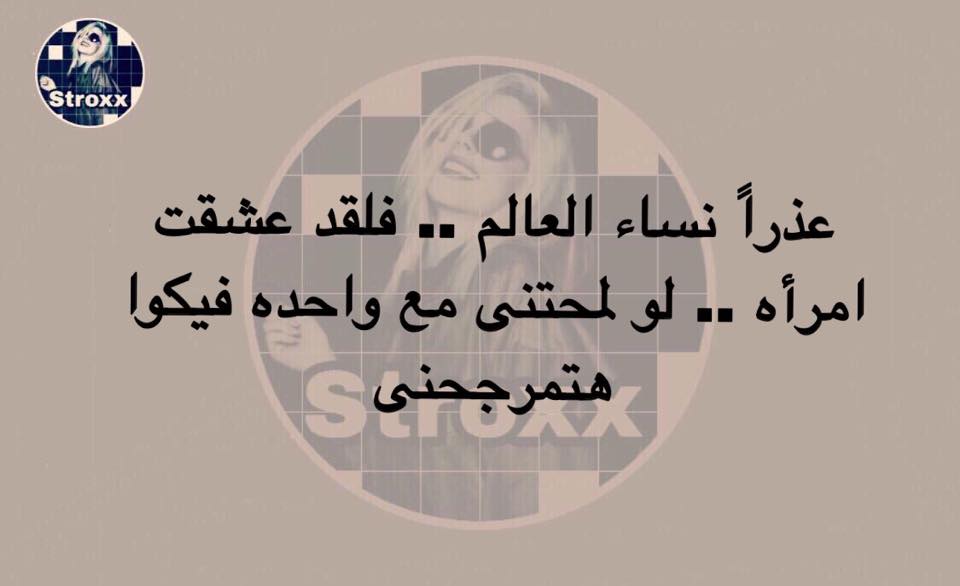 Stroxx
عذراً نساء العالم .. فلقد عشقت
امرأه .. لو لمحتنى مع واحده فيكوا
هتمرجحنى
Stroxx